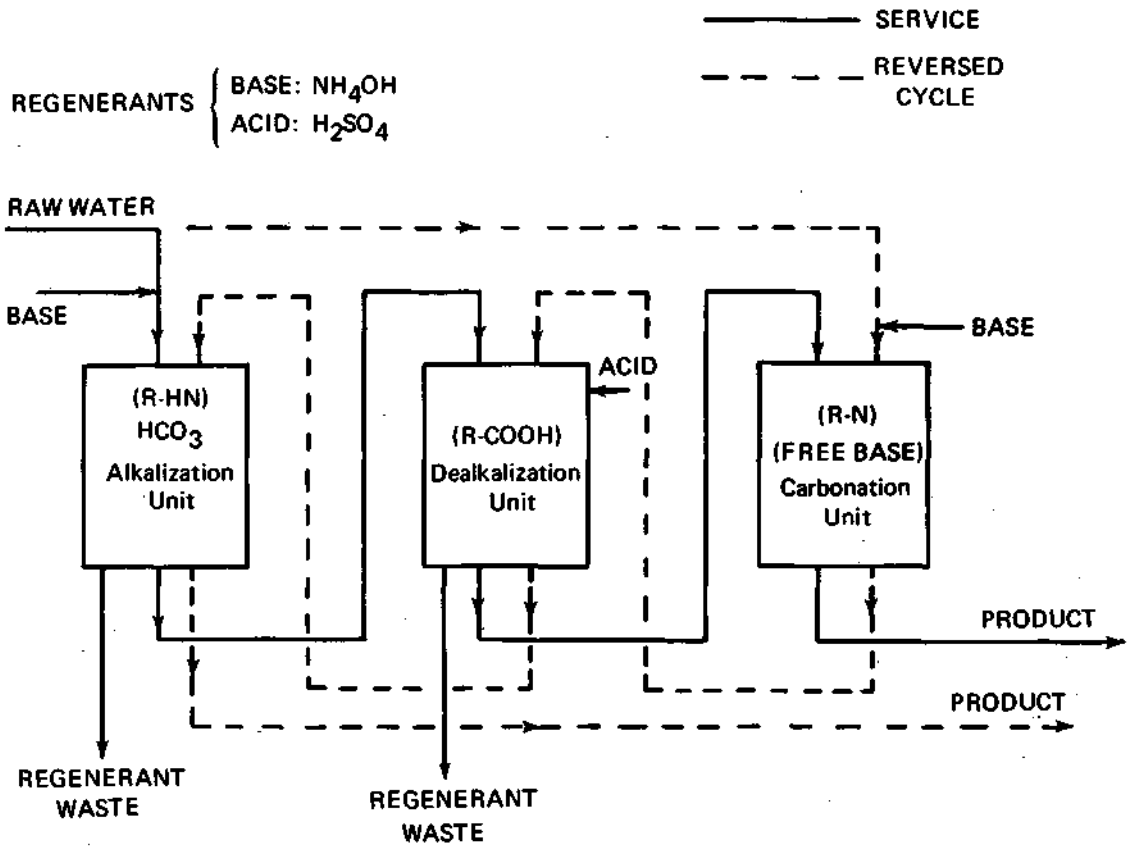 SERVICE
REVERSED
CYCLE
REGENERANTS { BASE: NH₄OH
ACID: H₂SO₄
RAW WATER
BASE
BASE
ACID
(R-HN)
HCO₃
Alkalization
Unit
(R-COOH)
Dealkalization
Unit
(R-N)
(FREE BASE)
Carbonation
Unit
PRODUCT
PRODUCT
REGENERANT
WASTE
REGENERANT
WASTE